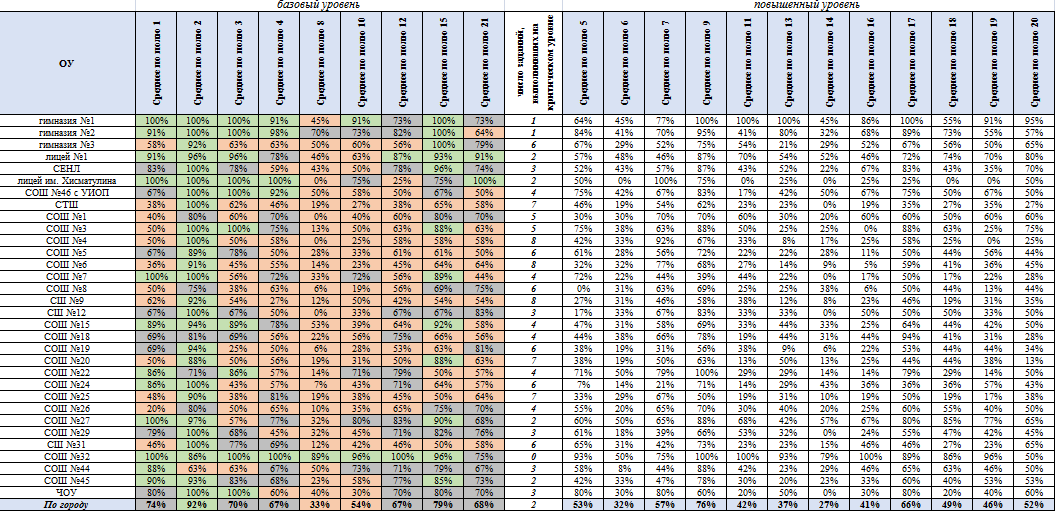 базовый уровень повышенный уровень
ОУ Среднее по полю 1 Среднее по полю 2 Среднее по полю 3 Среднее по полю 4 Среднее по полю 8 Среднее по полю 10 Среднее по полю 12 Среднее по полю 15 Среднее по полю 21 число заданий, выполнивших на критическом уровне Среднее по полю 5 Среднее по полю 6 Среднее по полю 7 Среднее по полю 9 Среднее по полю 11 Среднее по полю 13 Среднее по полю 14 Среднее по полю 16 Среднее по полю 17 Среднее по полю 18 Среднее по полю 19 Среднее по полю 20
гимназия №1 100% 100% 100% 91% 45% 91% 73% 100% 73% 1 64% 45% 77% 100% 100% 100% 45% 86% 100% 55% 91% 95%
гимназия №2 91% 100% 100% 98% 70% 73% 82% 100% 64% 1 84% 41% 70% 95% 41% 80% 32% 68% 89% 73% 55% 57%
гимназия №3 58% 92% 63% 63% 50% 60% 56% 100% 79% 6 67% 29% 52% 75% 54% 21% 29% 52% 67% 56% 50% 65%
лицей №1 91% 96% 96% 78% 46% 63% 87% 93% 91% 2 57% 48% 46% 87% 70% 54% 52% 46% 72% 74% 70% 80%
СЕНЛ 83% 100% 78% 59% 43% 50% 78% 96% 74% 3 52% 43% 57% 87% 43% 52% 22% 67% 83% 43% 35% 70%
лицей им. Хисматулина 100% 100% 100% 100% 0% 75% 25% 75% 100% 2 50% 0% 100% 75% 0% 25% 0% 25% 25% 0% 0% 50%
СОШ №46 с УИОП 67% 100% 100% 92% 50% 58% 50% 67% 50% 4 75% 42% 67% 83% 17% 42% 50% 67% 75% 50% 67% 50%
СТШ 38% 100% 62% 46% 19% 27% 38% 65% 58% 7 46% 19% 54% 62% 23% 23% 0% 19% 35% 27% 35% 27%
СОШ №1 40% 80% 60% 70% 0% 40% 60% 80% 70% 5 30% 30% 70% 70% 60% 30% 20% 60% 60% 50% 60% 60%
СОШ №3 50% 100% 100% 75% 13% 50% 63% 88% 63% 5 75% 38% 63% 88% 50% 25% 25% 0% 88% 63% 25% 75%
СОШ №4 50% 100% 50% 58% 0% 25% 58% 58% 58% 8 42% 33% 92% 67% 33% 8% 17% 25% 58% 25% 0% 25%
СОШ №5 67% 89% 78% 50% 28% 33% 61% 61% 50% 6 61% 28% 56% 72% 22% 22% 28% 11% 50% 44% 56% 44%
СОШ №6 36% 91% 45% 55% 14% 23% 45% 64% 64% 8 32% 32% 77% 68% 27% 14% 9% 5% 59% 41% 36% 45%
СОШ №7 100% 100% 56% 72% 33% 72% 56% 89% 44% 4 72% 22% 44% 39% 44% 22% 0% 17% 50% 17% 22% 28%
СОШ №8 50% 75% 38% 63% 6% 19% 56% 69% 75% 6 0% 31% 63% 69% 25% 25% 38% 6% 50% 44% 13% 44%
СШ №9 62% 92% 54% 27% 12% 50% 42% 54% 54% 8 27% 31% 46% 58% 38% 12% 8% 23% 46% 19% 31% 35%
СШ №12 67% 100% 67% 50% 0% 33% 67% 67% 83% 3 17% 33% 67% 83% 33% 33% 0% 50% 50% 50% 33% 50%
СОШ №15 89% 94% 89% 78% 53% 39% 64% 92% 58% 4 47% 31% 58% 69% 33% 44% 33% 25% 64% 44% 42% 50%
СОШ №18 69% 81% 69% 56% 22% 56% 75% 66% 56% 4 44% 38% 66% 78% 19% 44% 31% 44% 94% 41% 31% 28%
СОШ №19 69% 94% 25% 50% 6% 28% 53% 63% 81% 6 38% 19% 31% 56% 38% 9% 6% 22% 53% 44% 44% 34%
СОШ №20 50% 88% 50% 56% 19% 31% 50% 88% 63% 7 38% 19% 50% 63% 13% 50% 13% 25% 44% 44% 38% 13%
СОШ №22 86% 71% 86% 57% 14% 71% 79% 50% 57% 4 71% 50% 79% 100% 29% 29% 14% 14% 79% 29% 14% 50%
СОШ №24 86% 100% 43% 57% 7% 43% 71% 64% 57% 6 7% 14% 21% 71% 14% 29% 43% 36% 36% 36% 57% 43%
СОШ №25 48% 90% 38% 81% 19% 38% 45% 50% 64% 7 33% 29% 67% 50% 19% 31% 10% 19% 50% 19% 17% 38%
СОШ №26 20% 80% 50% 65% 10% 35% 65% 75% 70% 4 55% 20% 65% 70% 30% 40% 20% 25% 60% 55% 40% 50%
СОШ №27 100% 97% 57% 77% 32% 80% 83% 90% 68% 2 60% 50% 65% 88% 68% 42% 57% 67% 80% 85% 77% 65%
СОШ №29 79% 100% 68% 45% 32% 45% 71% 82% 76% 3 61% 18% 39% 66% 53% 32% 0% 24% 55% 47% 42% 45%
СШ №31 46% 100% 77% 69% 12% 42% 46% 50% 58% 6 65% 31% 42% 73% 23% 23% 15% 46% 46% 27% 23% 65%
СОШ №32 100% 86% 100% 100% 89% 96% 100% 96% 75% 0 93% 50% 75% 100% 100% 93% 79% 100% 89% 86% 96% 50%
СОШ №44 88% 63% 63% 67% 50% 73% 71% 79% 67% 3 58% 8% 44% 88% 42% 23% 29% 46% 65% 63% 46% 50%
СОШ №45 90% 93% 83% 68% 23% 58% 77% 85% 73% 2 42% 33% 47% 78% 30% 20% 23% 33% 60% 40% 53% 53%
ЧОУ 80% 100% 100% 60% 40% 30% 70% 80% 70% 3 80% 30% 80% 60% 20% 50% 0% 30% 80% 20% 40% 60%
По городу 74% 92% 70% 67% 33% 54% 67% 79% 68% 2 53% 32% 57% 76% 42% 37% 27% 41% 66% 49% 46% 52%